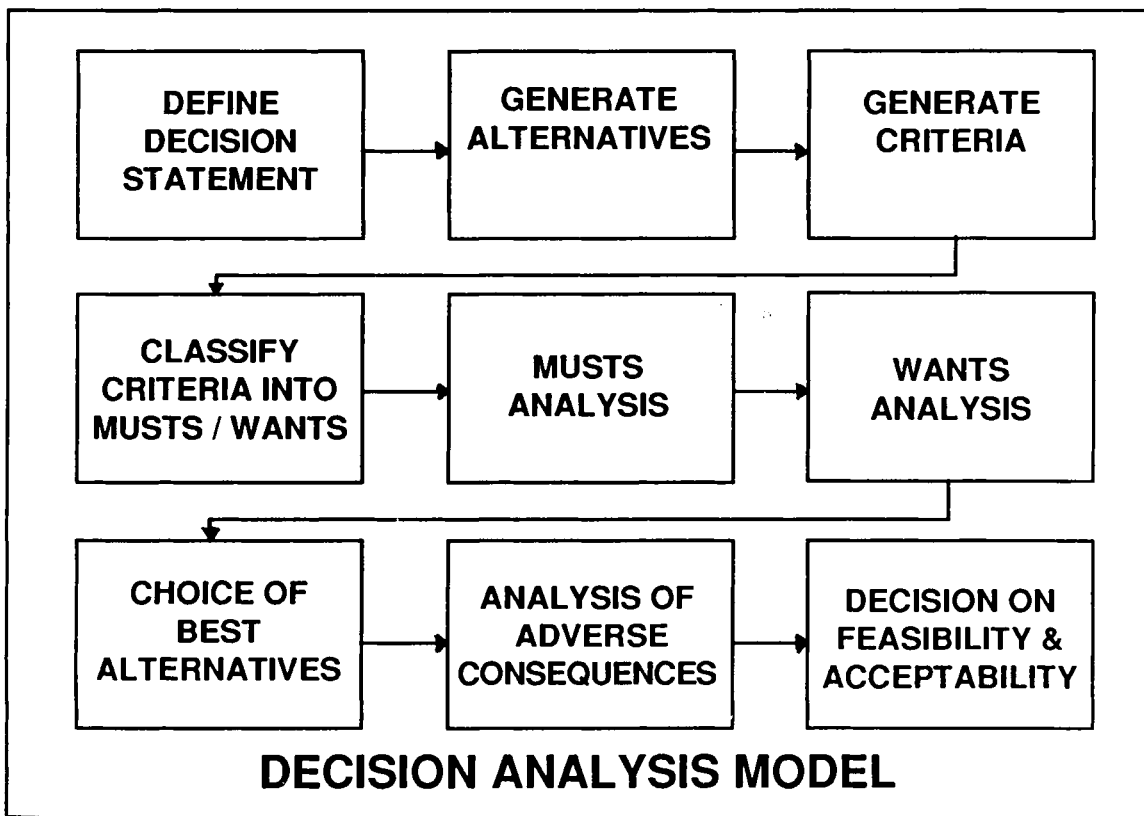 DEFINE
DECISION
STATEMENT
GENERATE
ALTERNATIVES
GENERATE
CRITERIA
CLASSIFY
CRITERIA INTO
MUSTS / WANTS
MUSTS
ANALYSIS
WANTS
ANALYSIS
CHOICE OF
BEST
ALTERNATIVES
ANALYSIS OF
ADVERSE
CONSEQUENCES
DECISION ON
FEASIBILITY &
ACCEPTABILITY
DECISION ANALYSIS MODEL